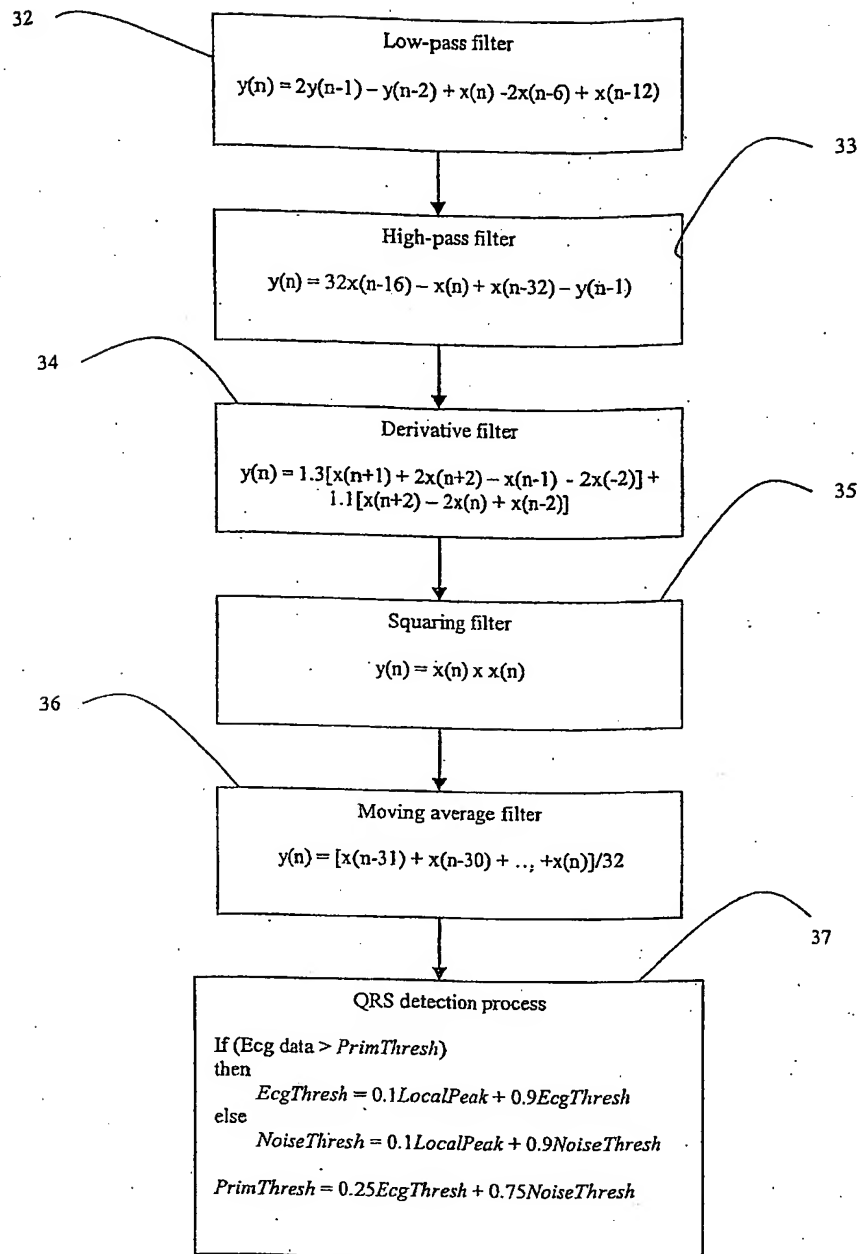 32
Low-pass filter
y(n) = 2y(n-1) – y(n-2) + x(n) -2x(n-6) + x(n-12)
33
High-pass filter
y(n) = 32x(n-16) – x(n) + x(n-32) – y(n-1)
34
Derivative filter
y(n) = 1.3[x(n+1) + 2x(n+2) – x(n-1) - 2x(-2)] +
1.1[x(n+2) – 2x(n) + x(n-2)]
35
Squaring filter
y(n) = x(n) x x(n)
36
Moving average filter
y(n) = [x(n-31) + x(n-30) + ..; +x(n)]/32
37
QRS detection process
If (Ecg data > PrimThresh)
then
EcgThresh = 0.1LocalPeak + 0.9EcgThresh
else
NoiseThresh = 0.1LocalPeak + 0.9NoiseThresh
PrimThresh = 0.25EcgThresh + 0.75NoiseThresh